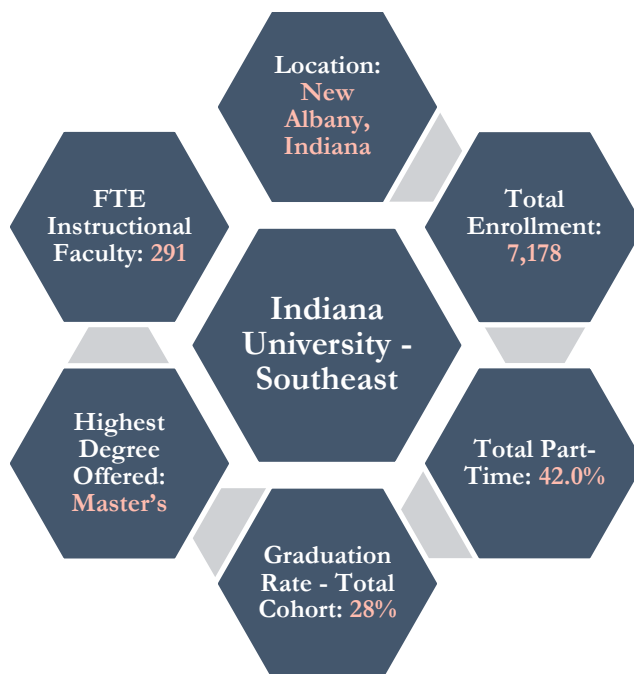 Location:
New
Albany,
Indiana
Total
Enrollment:
7,178
Total Part-
Time: 42.0%
Graduation
Rate - Total
Cohort: 28%
Highest
Degree
Offered:
Master’s
FTE
Instructional
Faculty: 291
Indiana
University -
Southeast